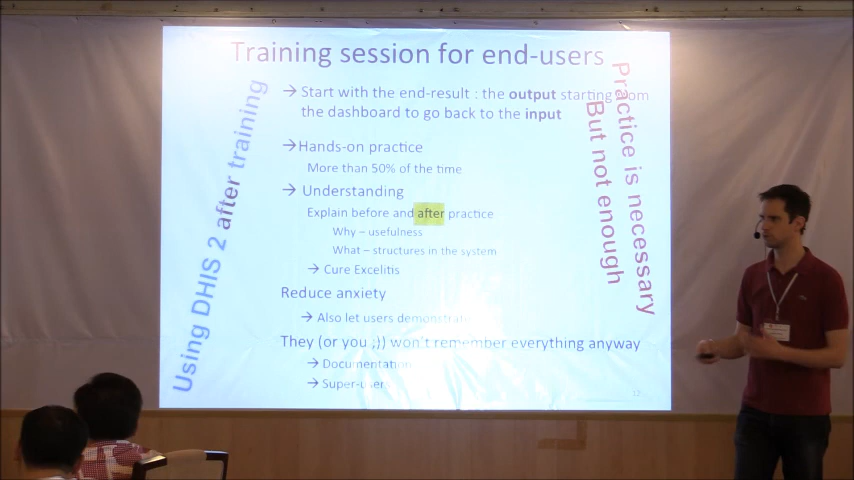 Training session for end-users
→ Start with the end-result : the output starting from
the dashboard to go back to the input
→Hands-on practice
More than 50% of the time
→ Understanding
Explain before and after practice
Why – usefulness
What – structures in the system
→ Cure Excelitis
Reduce anxiety
→ Also let users demonstrate
They (or you ;)) won't remember everything anyway
→ Documentation
→ Super-users
Using DHIS 2 after training
Practice is necessary
But not enough